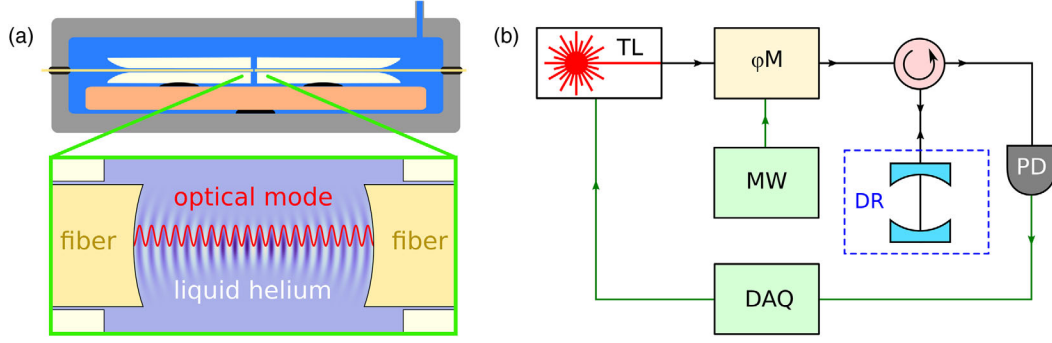 (a)
optical mode
fiber
fiber
liquid helium
(b)
TL
φM
MW
DR
PD
DAQ